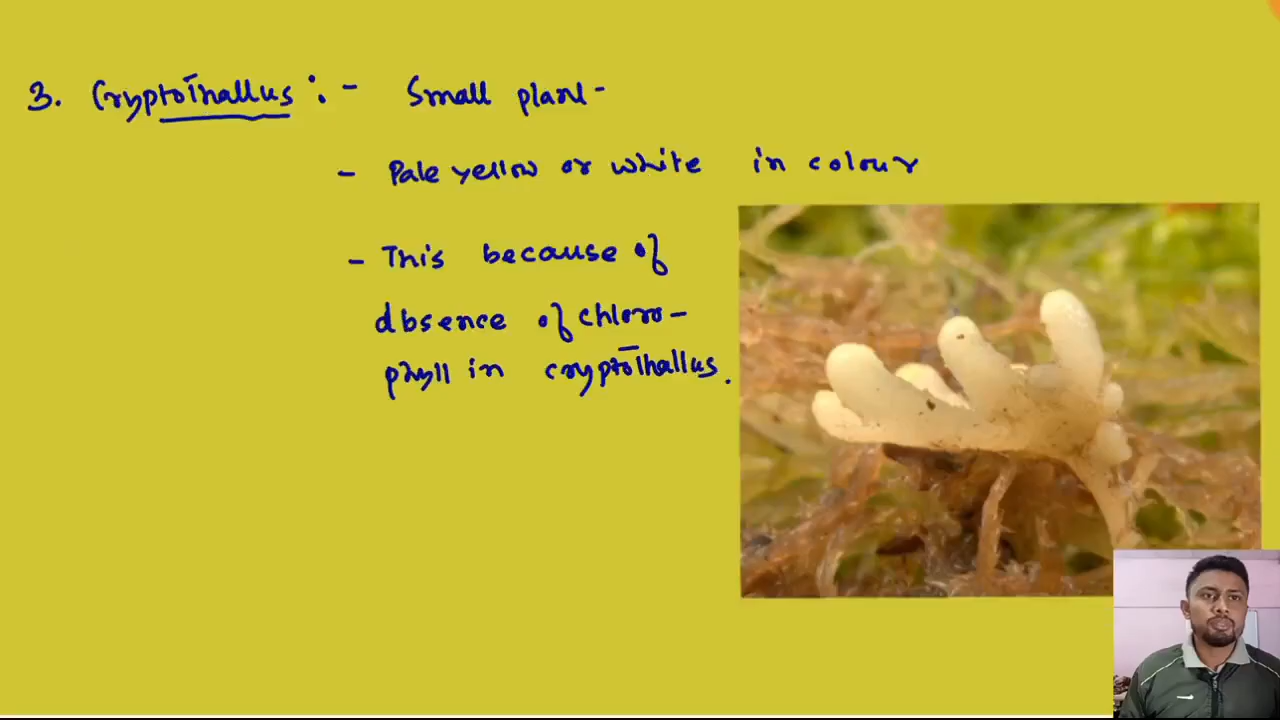 3. Cryptothallus :- Small plant-
- Pale yellow or white in colour
- This because of
absence of chloro-
phyll in cryptothallus.